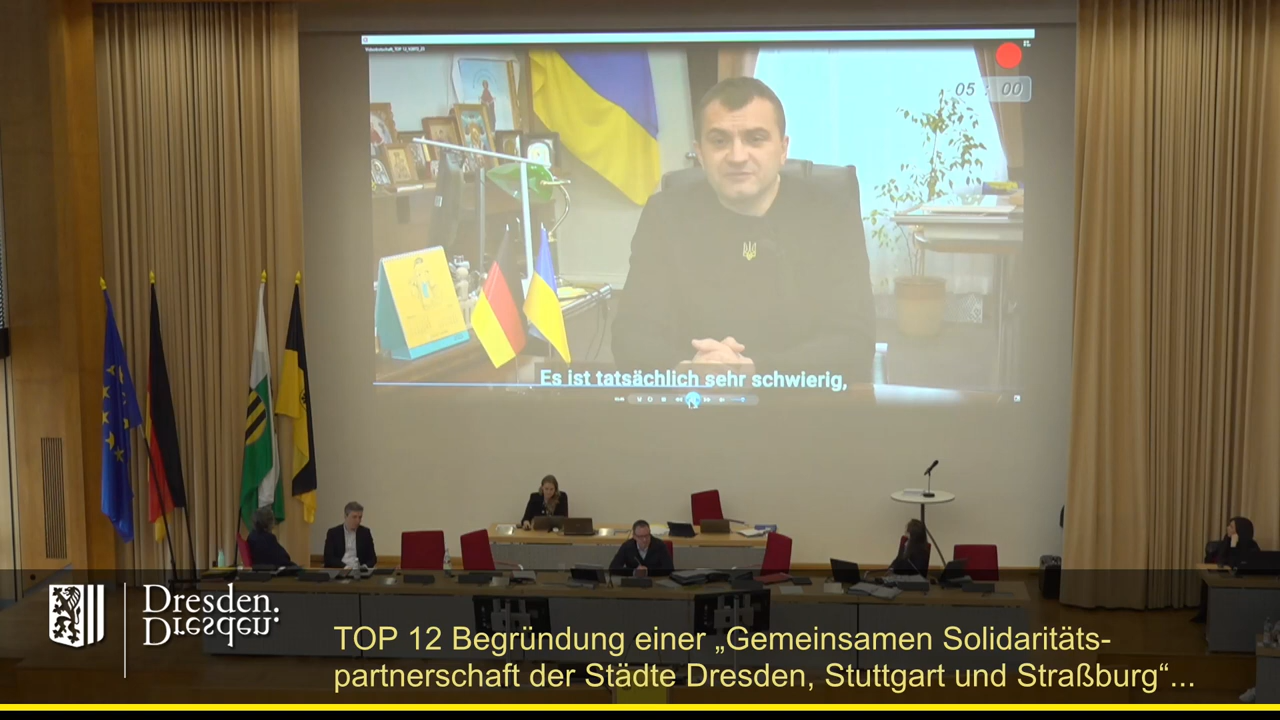 05 : 00
Es ist tatsächlich sehr schwierig,
Dresden.
Dresden.
TOP 12 Begründung einer „Gemeinsamen Solidaritäts-
partnerschaft der Städte Dresden, Stuttgart und Straßburg“...